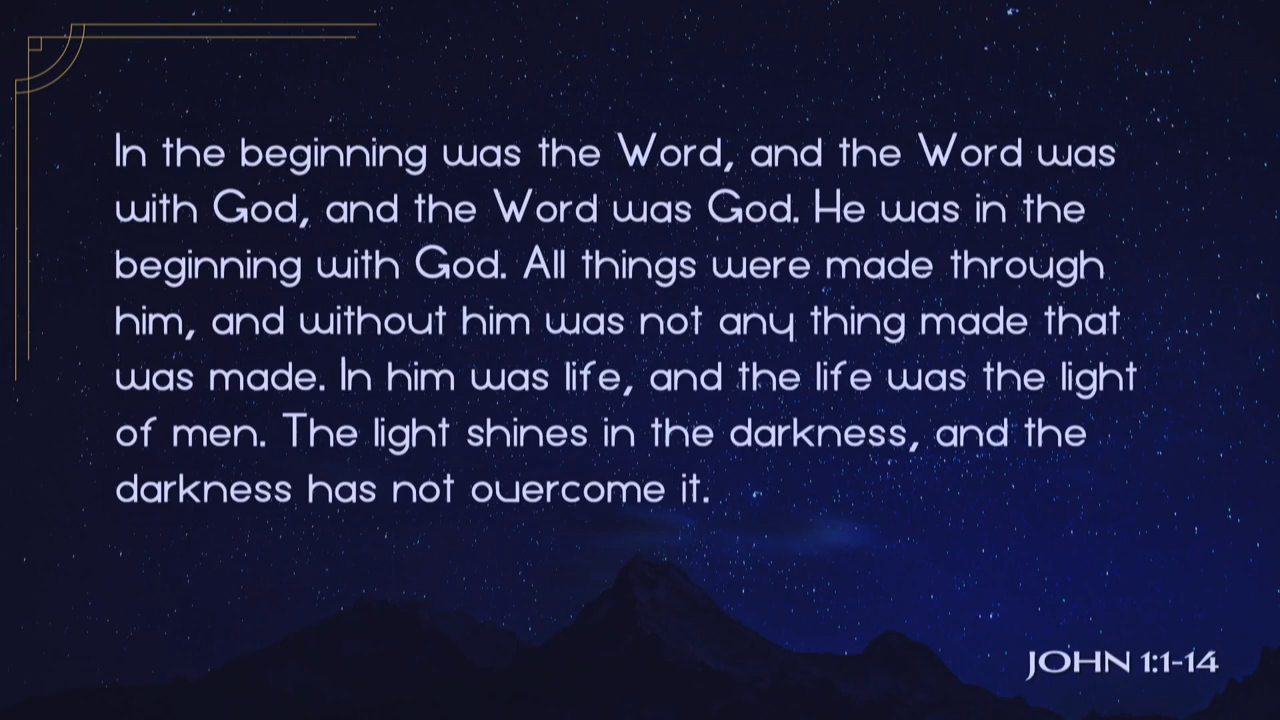 In the beginning was the Word, and the Word was
with God, and the Word was God. He was in the
beginning with God. All things were made through
him, and without him was not any thing made that
was made. In him was life, and the life was the light
of men. The light shines in the darkness, and the
darkness has not overcome it.
JOHN 1:1-14